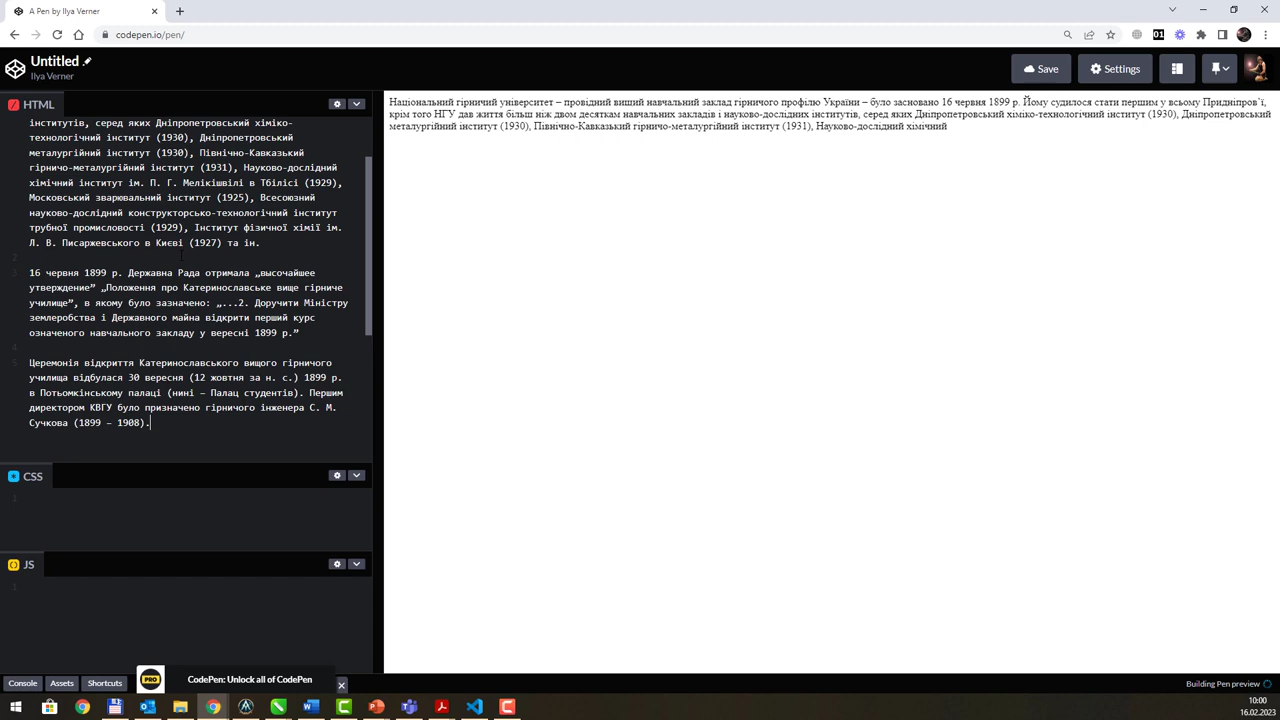 A Pen by Ilya Verner
codepen.io/pen/
01
Untitled
Ilya Verner
Save
Settings
HTML
інститутів, серед яких Дніпропетровський хіміко-
технологічний інститут (1930), Дніпропетровський
металургійний інститут (1930), Північно-Кавказький
гірничо-металургійний інститут (1931), Науково-дослідний
хімічний інститут ім. П. Г. Мелікішвілі в Тбілісі (1929),
Московський зварювальний інститут (1925), Всесоюзний
науково-дослідний конструкторсько-технологічний інститут
трубної промисловості (1929), Інститут фізичної хімії ім.
Л. В. Писаржевського в Києві (1927) та ін.
2
3 16 червня 1899 р. Державна Рада отримала „высочайшее
утверждение” „Положення про Катеринославське вище гірниче
училище”, в якому було зазначено: „...2. Доручити Міністру
землеробства і Державного майна відкрити перший курс
означеного навчального закладу у вересні 1899 р.”
4
5 Церемонія відкриття Катеринославського вищого гірничого
училища відбулася 30 вересня (12 жовтня за н. с.) 1899 р.
в Потьомкінському палаці (нині – Палац студентів). Першим
директором КВГУ було призначено гірничого інженера С. М.
Сучкова (1899 – 1908).
CSS
1
JS
1
Національний гірничий університет – провідний виший навчальний заклад гірничого профілю України – було засновано 16 червня 1899 р. Йому судилося стати першим у всьому Придніпров’ї,
крім того НГУ дав життя більш ніж двом десяткам навчальних закладів і науково-дослідних інститутів, серед яких Дніпропетровський хіміко-технологічний інститут (1930), Дніпропетровський
металургійний інститут (1930), Північно-Кавказький гірничо-металургійний інститут (1931), Науково-дослідний хімічний
Console
Assets
Shortcuts
PRO
CodePen: Unlock all of CodePen
Building Pen preview
10:00
16.02.2023